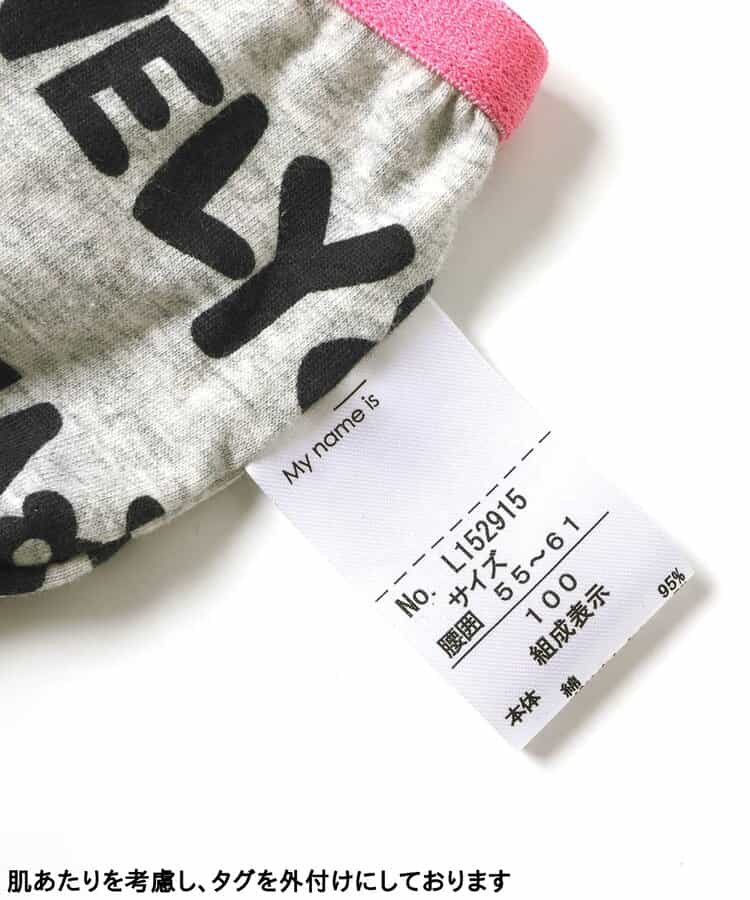 NELY
My name is
No. L152915
サイズ
腰囲 55～61
100
組成表示
本体 綿 95%
肌あたりを考慮し、タグを外付けにしております